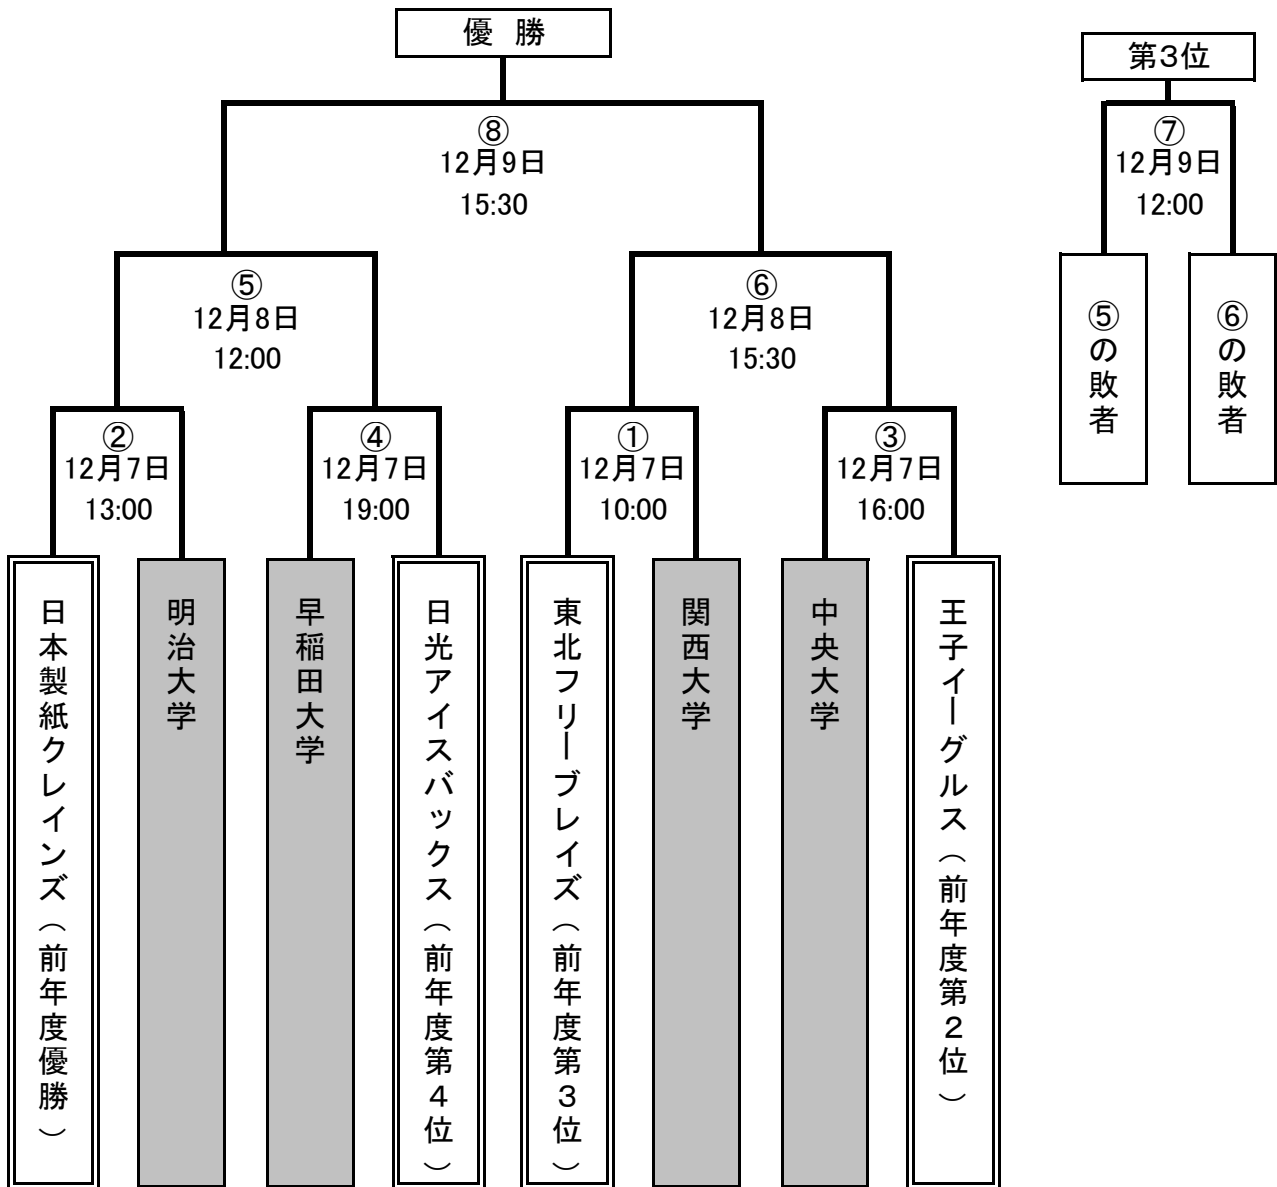 優 勝
第3位
⑧
12月9日
15:30
⑦
12月9日
12:00
⑤
12月8日
12:00
⑥
12月8日
15:30
⑤の敗者
⑥の敗者
②
12月7日
13:00
④
12月7日
19:00
①
12月7日
10:00
③
12月7日
16:00
日本製紙クレインズ（前年度優勝）
明治大学
早稲田大学
日光アイスバックス（前年度第4位）
東北フリーブレイズ（前年度第3位）
関西大学
中央大学
王子イーグルス（前年度第2位）